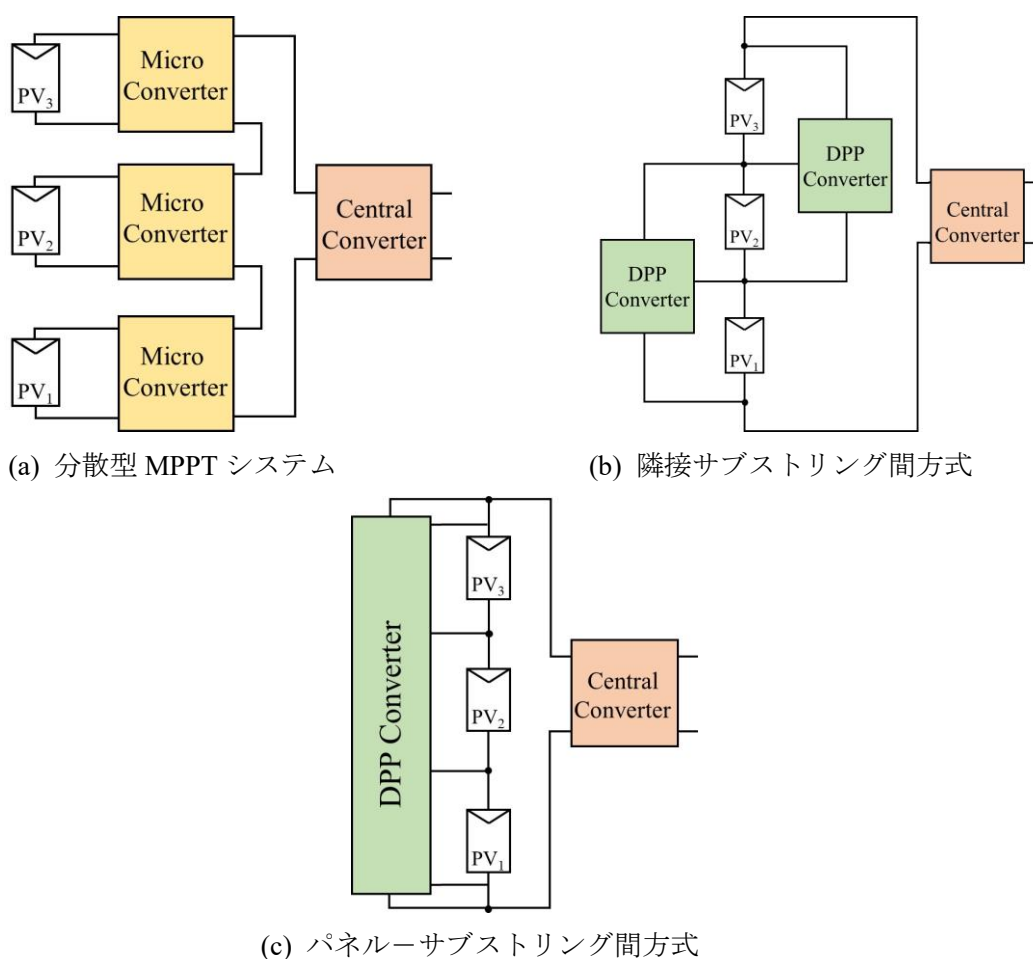 PV3
Micro
Converter
PV2
Micro
Converter
PV1
Micro
Converter
Central
Converter
(a) 分散型 MPPT システム
PV3
DPP
Converter
PV2
DPP
Converter
PV1
Central
Converter
(b) 隣接サブストリング間方式
DPP Converter
PV3
PV2
PV1
Central
Converter
(c) パネル－サブストリング間方式